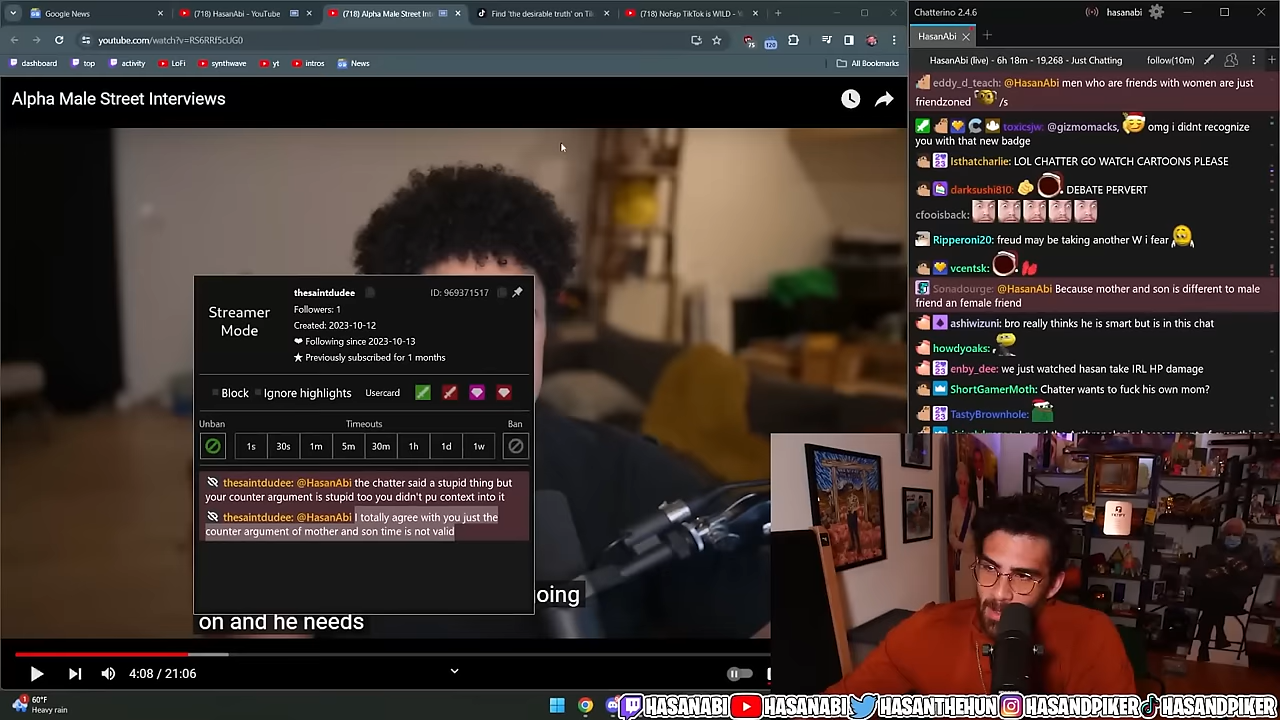 Google News
(718) HasanAbi - YouTube
(718) Alpha Male Street Int
Find 'the desirable truth' on Ti
(718) NoFap TikTok is WILD -
youtube.com/watch?v=RS6RRf5cUG0
75
120
dashboard
top
activity
LoFi
synthwave
yt
intros
News
All Bookmarks
Alpha Male Street Interviews
Streamer
Mode
thesaintdudee
ID: 969371517
Followers: 1
Created: 2023-10-12
❤ Following since 2023-10-13
★ Previously subscribed for 1 months
Block
Ignore highlights
Usercard
Unban
Timeouts
Ban
1s
30s
1m
5m
30m
1h
1d
1w
thesaintdudee: @HasanAbi the chatter said a stupid thing but
your counter argument is stupid too you didn't pu context into it
thesaintdudee: @HasanAbi I totally agree with you just the
counter argument of mother and son time is not valid
oing
on and he needs
4:08 / 21:06
60°F
Heavy rain
Chatterino 2.4.6
hasanabi
HasanAbi
HasanAbi (live) - 6h 18m - 19,268 - Just Chatting
follow(10m)
eddy_d_teach: @HasanAbi men who are friends with women are just
friendzoned /s
toxicsjw: @gizmomacks, omg i didnt recognize
you with that new badge
Isthatcharlie: LOL CHATTER GO WATCH CARTOONS PLEASE
darksushi810: DEBATE PERVERT
cfooisback:
Ripperoni20: freud may be taking another W i fear
vcentsk:
Sonadourge: @HasanAbi Because mother and son is different to male
friend an female friend
ashiwizuni: bro really thinks he is smart but is in this chat
howdyoaks:
enby_dee: we just watched hasan take IRL HP damage
ShortGamerMoth: Chatter wants to fuck his own mom?
TastyBrownhole:
HASANABI
HASANABI
HASANTHEHUN
HASANDPIKER
HASANDPIKER